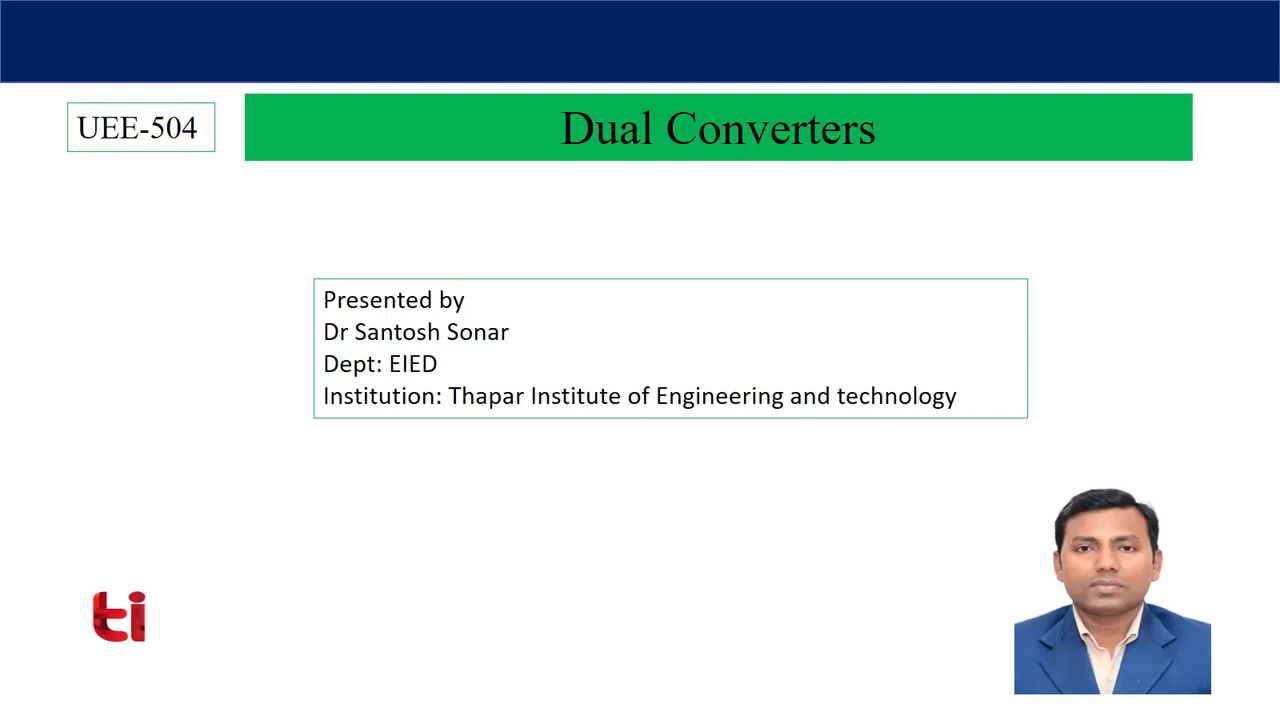 UEE-504
Dual Converters
Presented by
Dr Santosh Sonar
Dept: EIED
Institution: Thapar Institute of Engineering and technology
ti